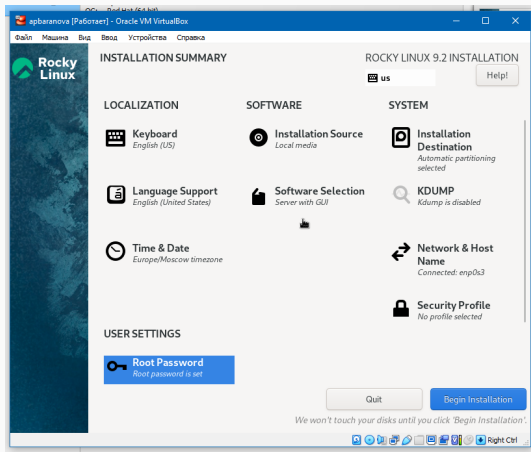 apbaranova [Работает] - Oracle VM VirtualBox
Файл Машина Вид Ввод Устройства Справка
Rocky
Linux
INSTALLATION SUMMARY
ROCKY LINUX 9.2 INSTALLATION
us
Help!
LOCALIZATION
Keyboard
English (US)
Language Support
English (United States)
Time & Date
Europe/Moscow timezone
SOFTWARE
Installation Source
Local media
Software Selection
Server with GUI
SYSTEM
Installation
Destination
Automatic partitioning
selected
KDUMP
Kdump is disabled
Network & Host
Name
Connected: enp0s3
Security Profile
No profile selected
USER SETTINGS
Root Password
Root password is set
Quit
Begin Installation
We won't touch your disks until you click 'Begin Installation'.
Right Ctrl